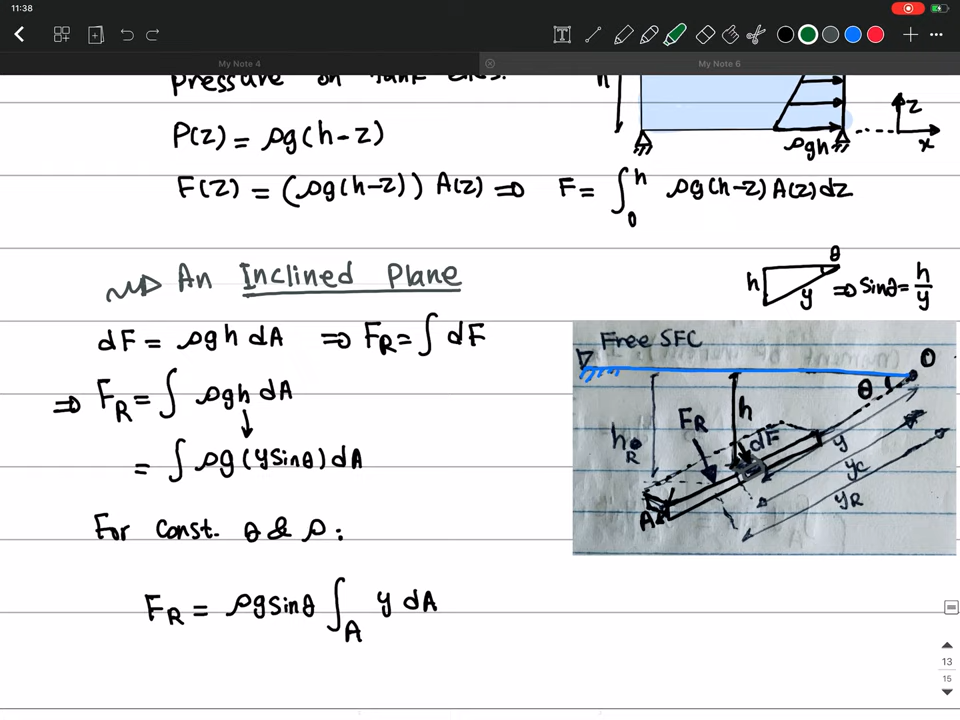 11:38
My Note 4
My Note 6
pressure on tank ends.
h
ρgh
z
x
P(z) = ρg(h-z)
F(z) = (ρg(h-z)) A(z) ⇒ F = ∫₀ʰ ρg(h-z) A(z) dz
An Inclined Plane
h
θ
y
⇒ Sinθ = h/y
dF = ρgh dA ⇒ F_R = ∫ dF
⇒ F_R = ∫ ρgh dA
= ∫ ρg(y sinθ) dA
For Const. θ & ρ :
F_R = ρg sinθ ∫_A y dA
Free SFC
O
θ
h
F_R
dF
h_R
y
y_C
y_R
A
13
15